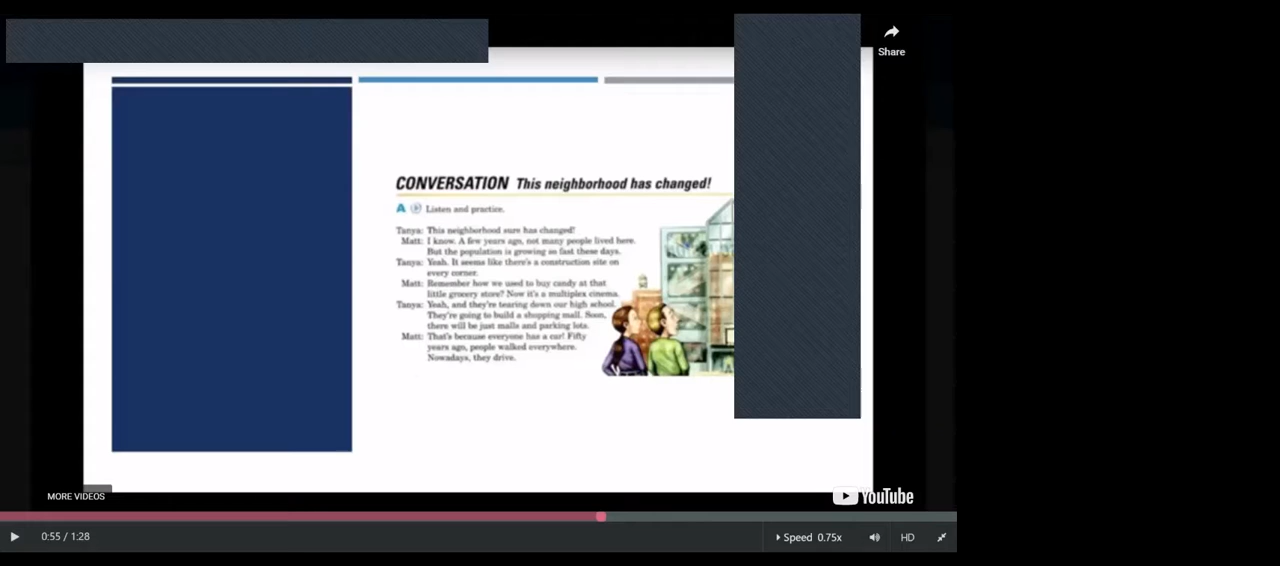 Share
CONVERSATION This neighborhood has changed!
A Listen and practice.
Tanya: This neighborhood sure has changed!
Matt: I know. A few years ago, not many people lived here.
But the population is growing so fast these days.
Tanya: Yeah. It seems like there's a construction site on
every corner.
Matt: Remember how we used to buy candy at that
little grocery store? Now it's a multiplex cinema.
Tanya: Yeah, and they're tearing down our high school.
They're going to build a shopping mall. Soon,
there will be just malls and parking lots.
Matt: That's because everyone has a car! Fifty
years ago, people walked everywhere.
Nowadays, they drive.
MORE VIDEOS
YouTube
0:55 / 1:28
Speed 0.75x
HD